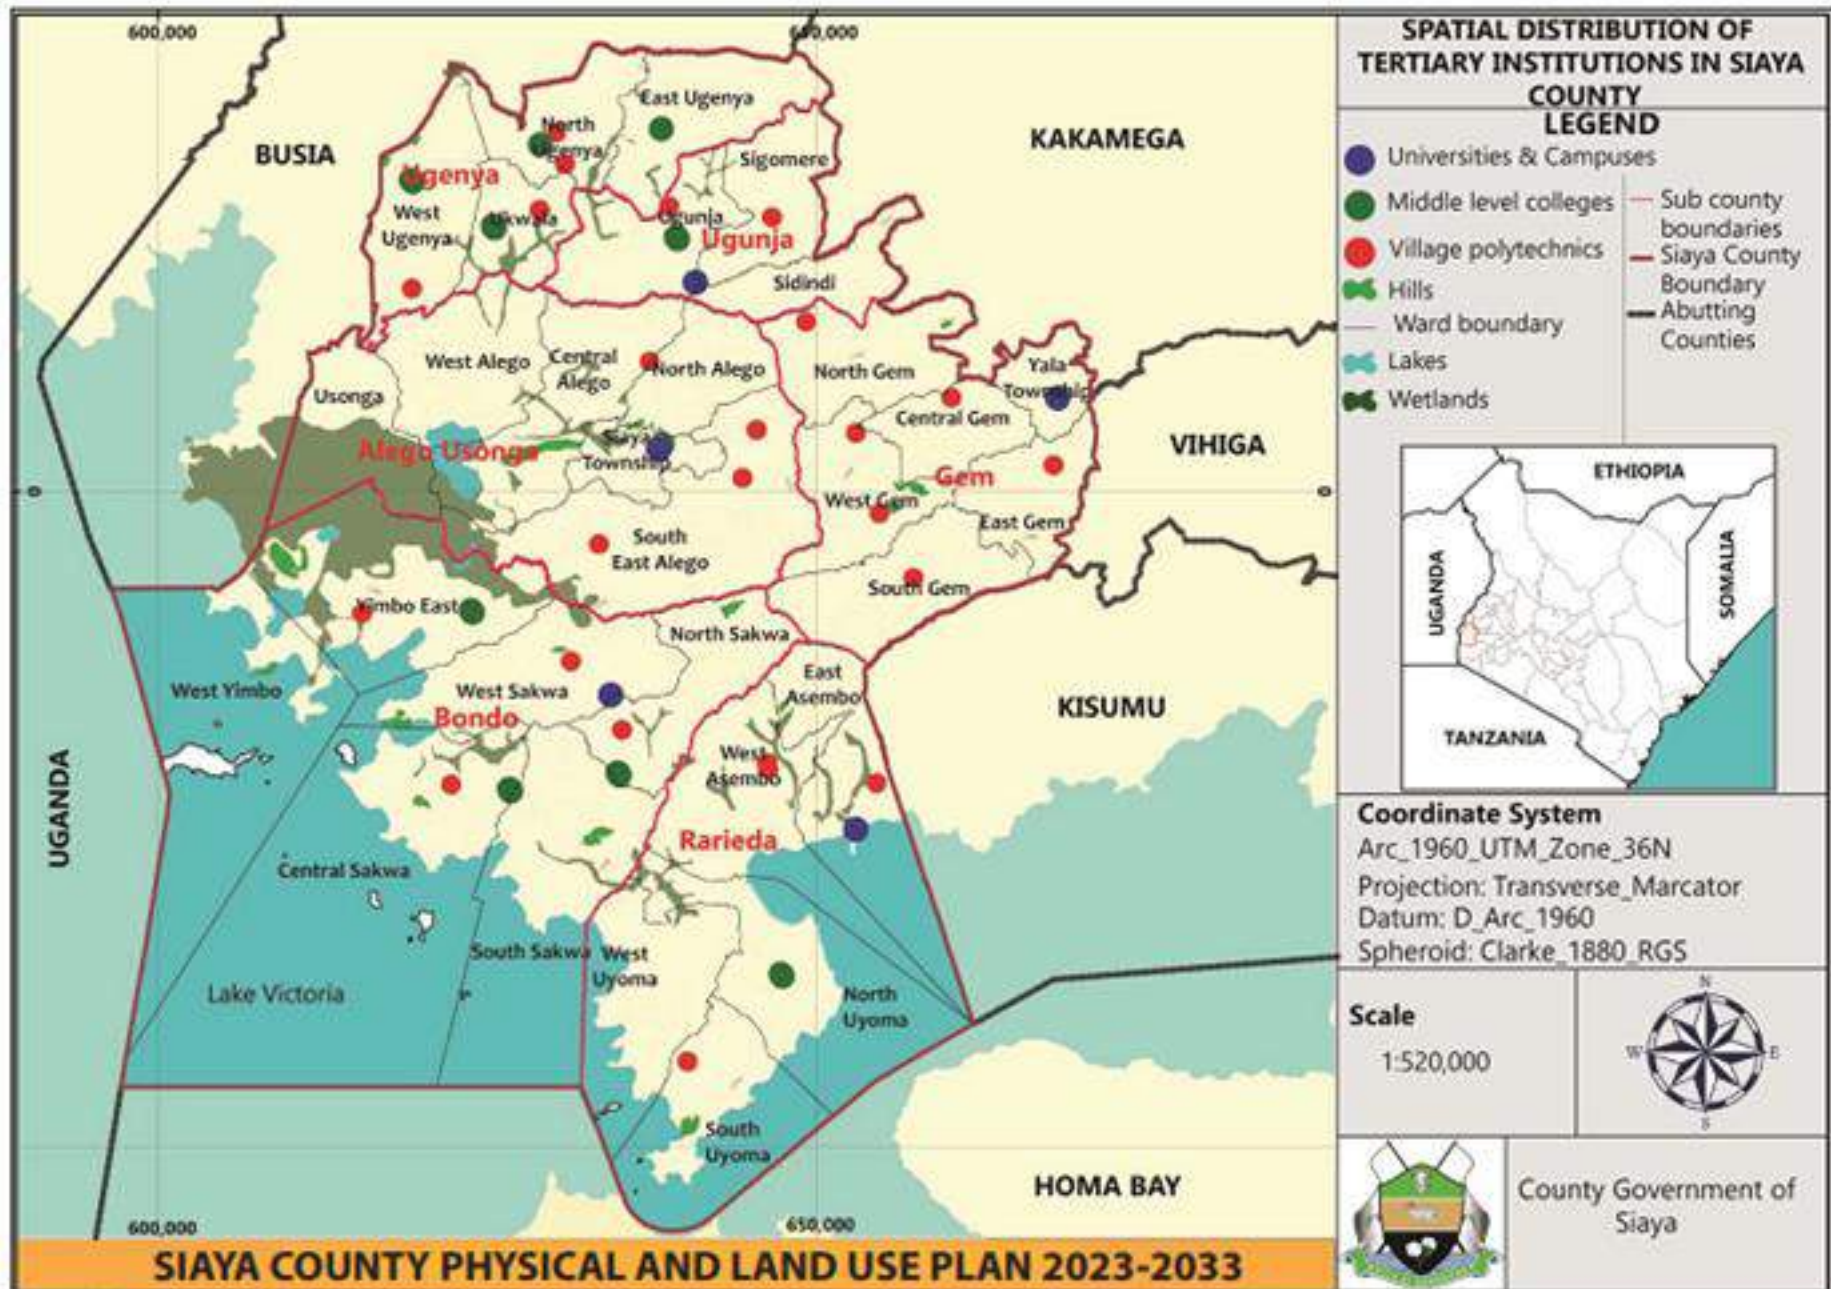 600,000
650,000
BUSIA
KAKAMEGA
East Ugenya
North
Ugenya
Sigomere
Ugenya
West
Ugenya
Ukwala
Ugunja
Ugunja
Sidindi
West Alego
Central
Alego
North Alego
North Gem
Yala
Township
Usonga
Central Gem
VIHIGA
Alego Usonga
Siaya
Township
Gem
0
0
West Gem
East Gem
South
East Alego
South Gem
Yimbo East
North Sakwa
East
Asembo
West Yimbo
West Sakwa
Bondo
KISUMU
UGANDA
West
Asembo
Rarieda
Central Sakwa
South Sakwa
West
Uyoma
Lake Victoria
North
Uyoma
South
Uyoma
HOMA BAY
600,000
650,000
SIAYA COUNTY PHYSICAL AND LAND USE PLAN 2023-2033
SPATIAL DISTRIBUTION OF
TERTIARY INSTITUTIONS IN SIAYA
COUNTY
LEGEND
Universities & Campuses
Middle level colleges
Village polytechnics
Hills
Ward boundary
Lakes
Wetlands
Sub county
boundaries
Siaya County
Boundary
Abutting
Counties
ETHIOPIA
UGANDA
SOMALIA
TANZANIA
Coordinate System
Arc_1960_UTM_Zone_36N
Projection: Transverse_Marcator
Datum: D_Arc_1960
Spheroid: Clarke_1880_RGS
Scale
1:520,000
N
W
E
S
County Government of
Siaya